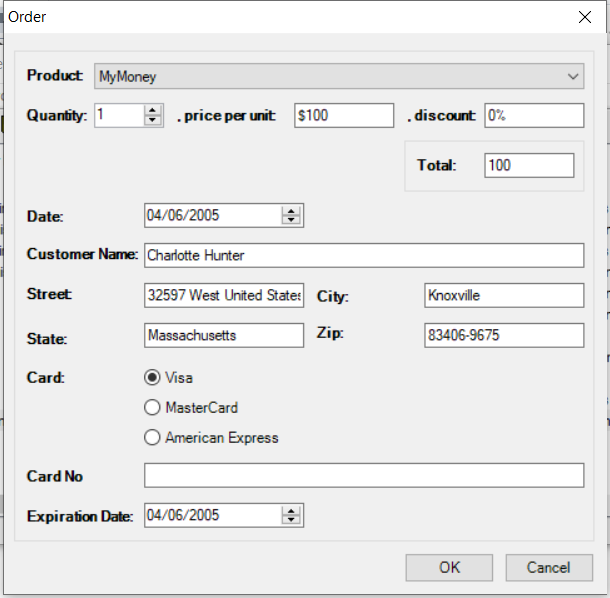 Order
Product: MyMoney
Quantity: 1 . price per unit: $100 . discount: 0%
Total: 100
Date: 04/06/2005
Customer Name: Charlotte Hunter
Street: 32597 West United States City: Knoxville
State: Massachusetts Zip: 83406-9675
Card: Visa
MasterCard
American Express
Card No
Expiration Date: 04/06/2005
OK Cancel